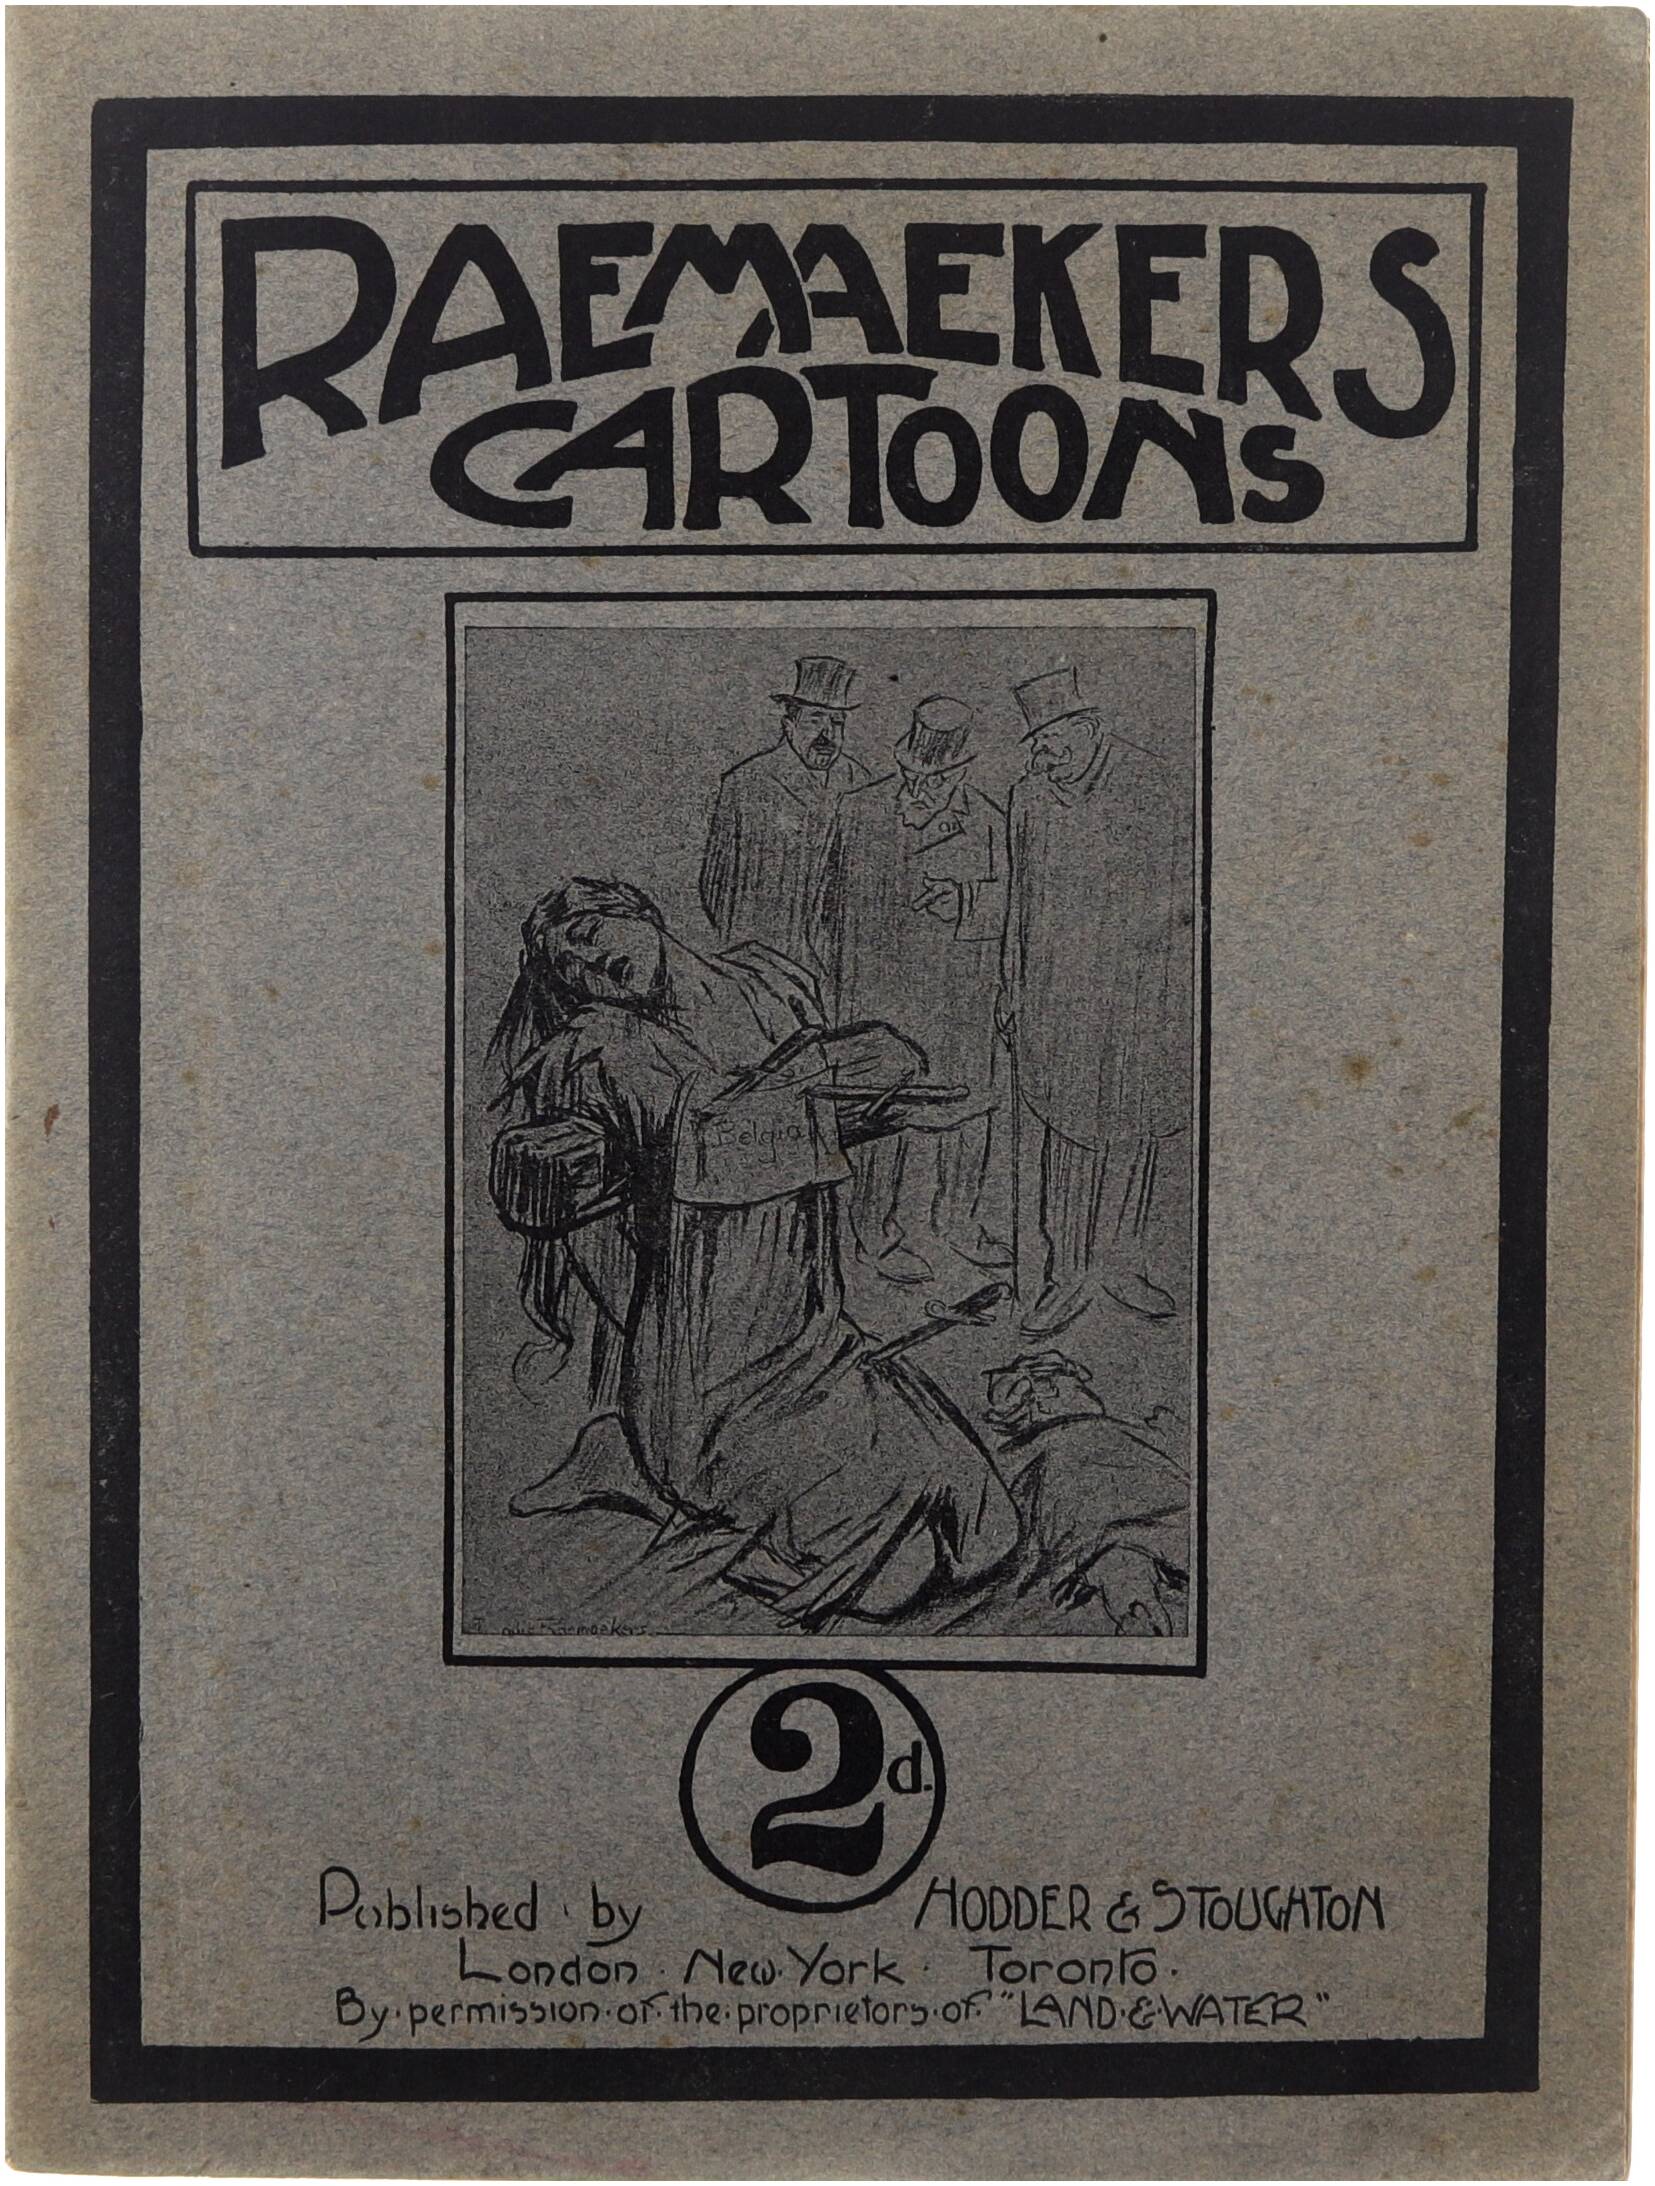 RAEMAEKERS
CARTOONS
Belgia
Louis Raemaekers
2d.
Published by HODDER & STOUGHTON
London · New · York · Toronto ·
By · permission · of · the · proprietors · of · "LAND · & · WATER"